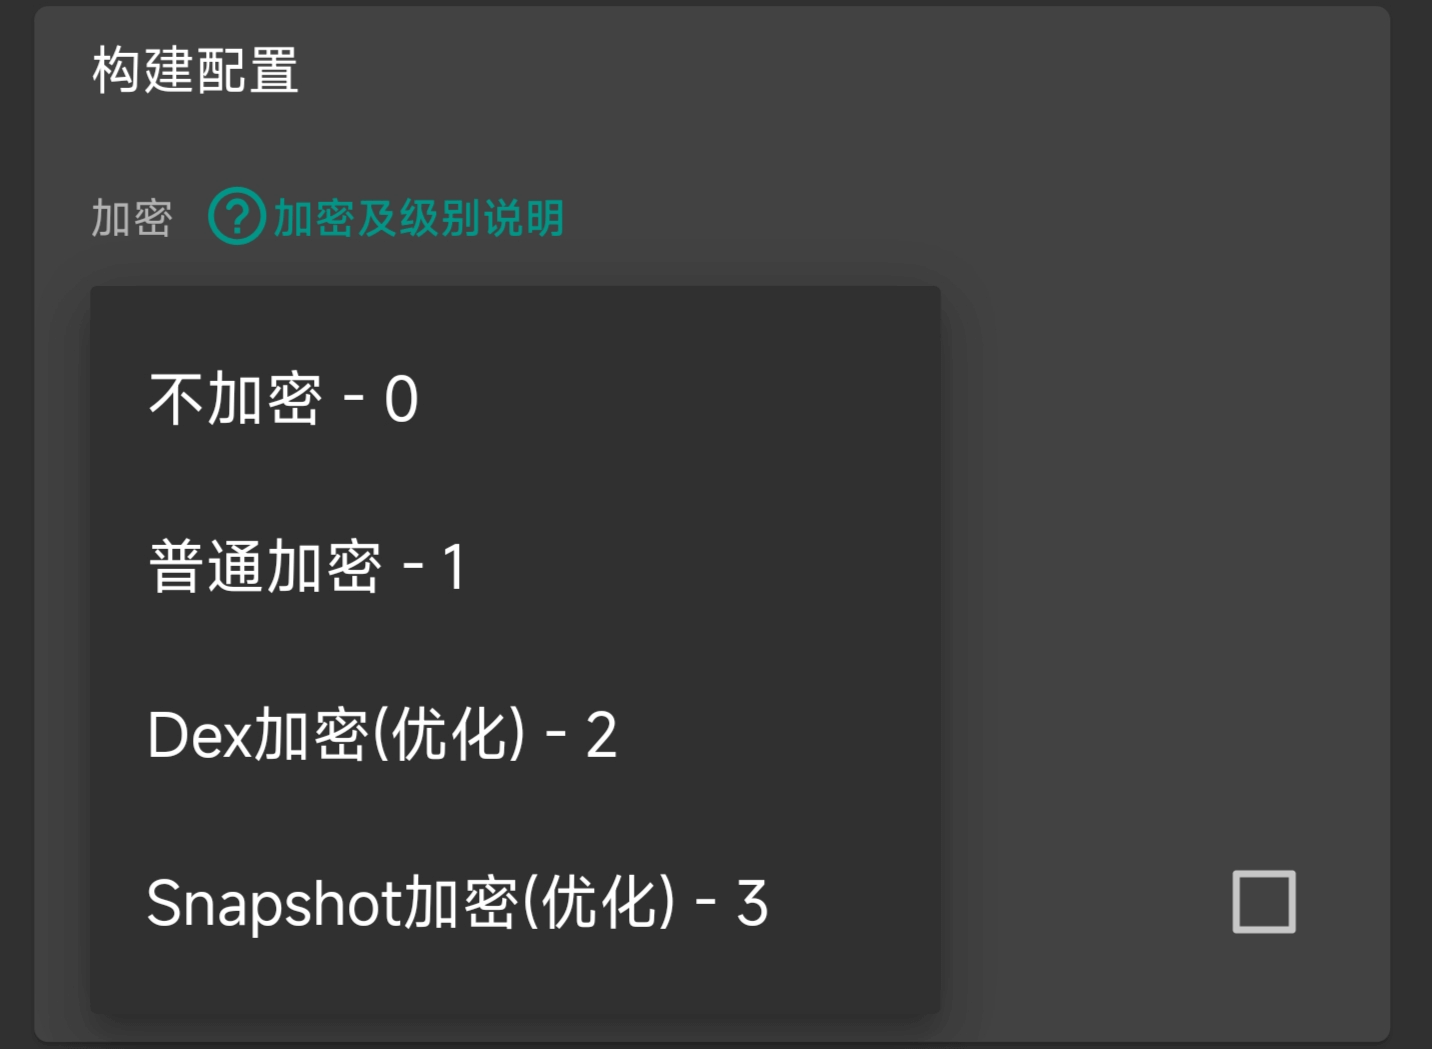 构建配置
加密 ?加密及级别说明
不加密 - 0
普通加密 - 1
Dex加密(优化) - 2
Snapshot加密(优化) - 3